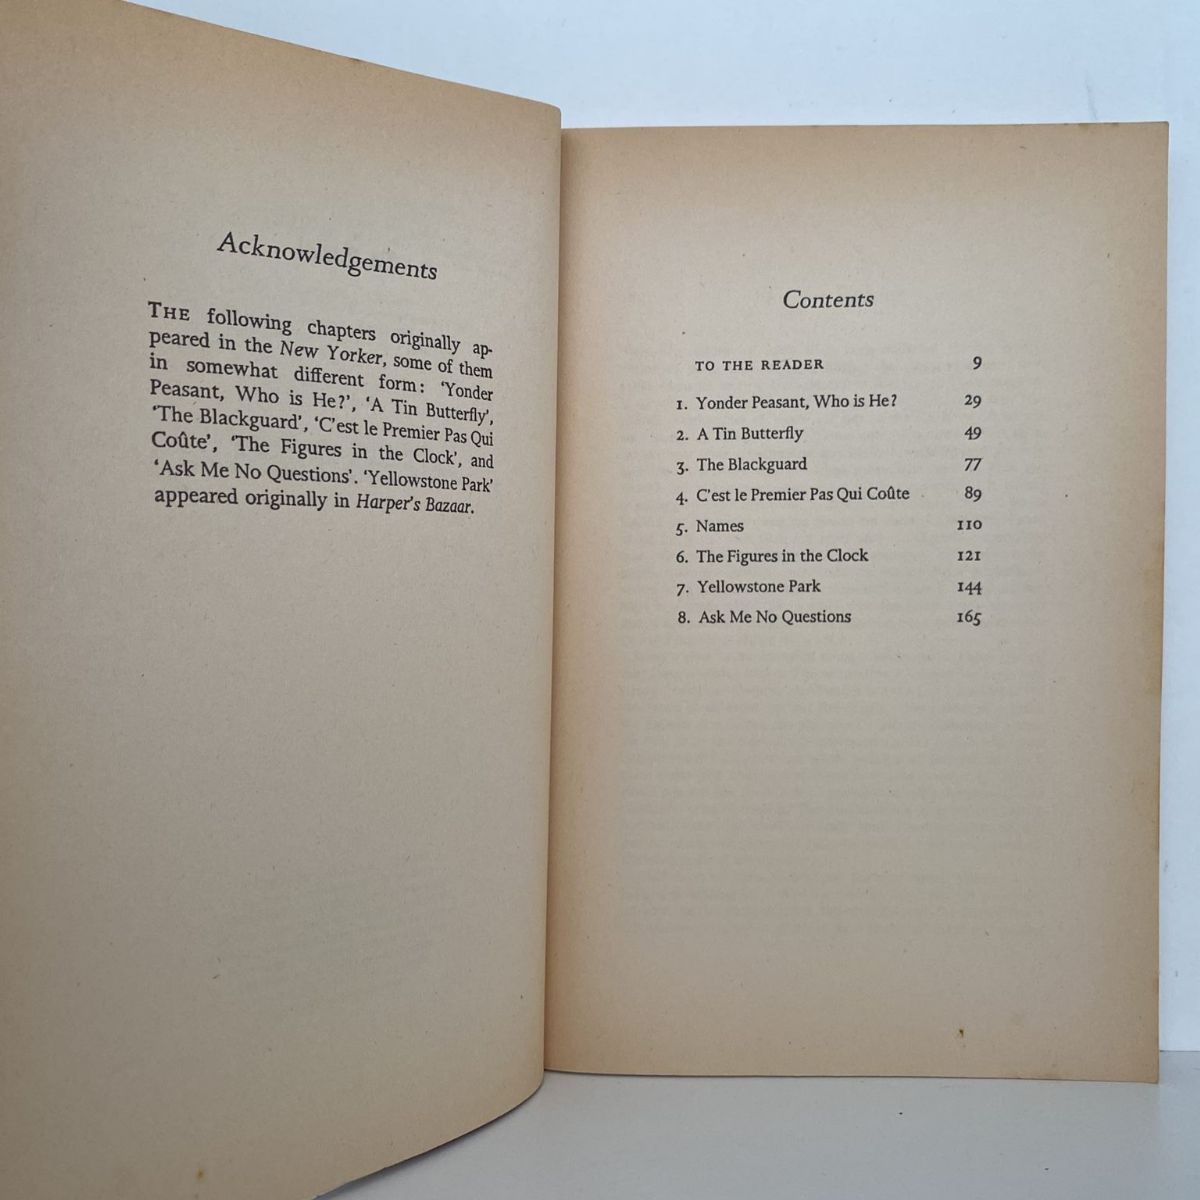 Acknowledgements
THE following chapters originally ap-
peared in the New Yorker, some of them
in somewhat different form: ‘Yonder
Peasant, Who is He?’, ‘A Tin Butterfly’,
‘The Blackguard’, ‘C’est le Premier Pas Qui
Coûte’, ‘The Figures in the Clock’, and
‘Ask Me No Questions’. ‘Yellowstone Park’
appeared originally in Harper’s Bazaar.
Contents
TO THE READER 9
1. Yonder Peasant, Who is He? 29
2. A Tin Butterfly 49
3. The Blackguard 77
4. C’est le Premier Pas Qui Coûte 89
5. Names 110
6. The Figures in the Clock 121
7. Yellowstone Park 144
8. Ask Me No Questions 165